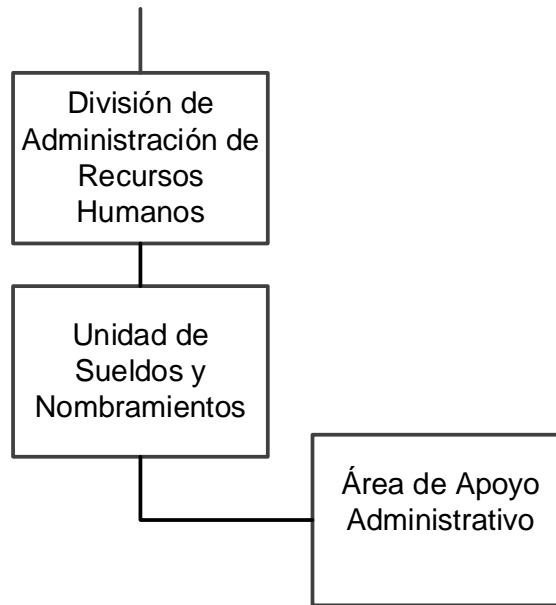 División de
Administración de
Recursos
Humanos
Unidad de
Sueldos y
Nombramientos
Área de Apoyo
Administrativo